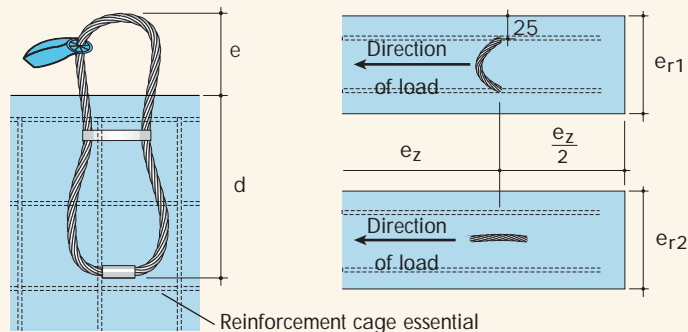 e
d
Reinforcement cage essential
25
Direction
of load
er1
ez
ez
2
Direction
of load
er2